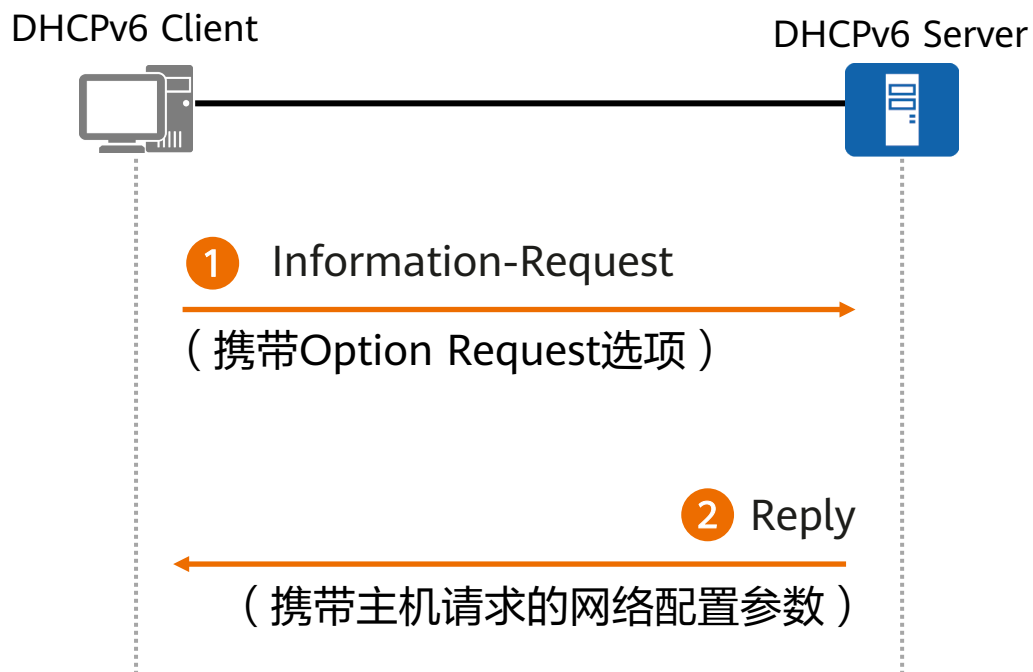 DHCPv6 Client
DHCPv6 Server
1 Information-Request
（携带Option Request选项）
2 Reply
（携带主机请求的网络配置参数）